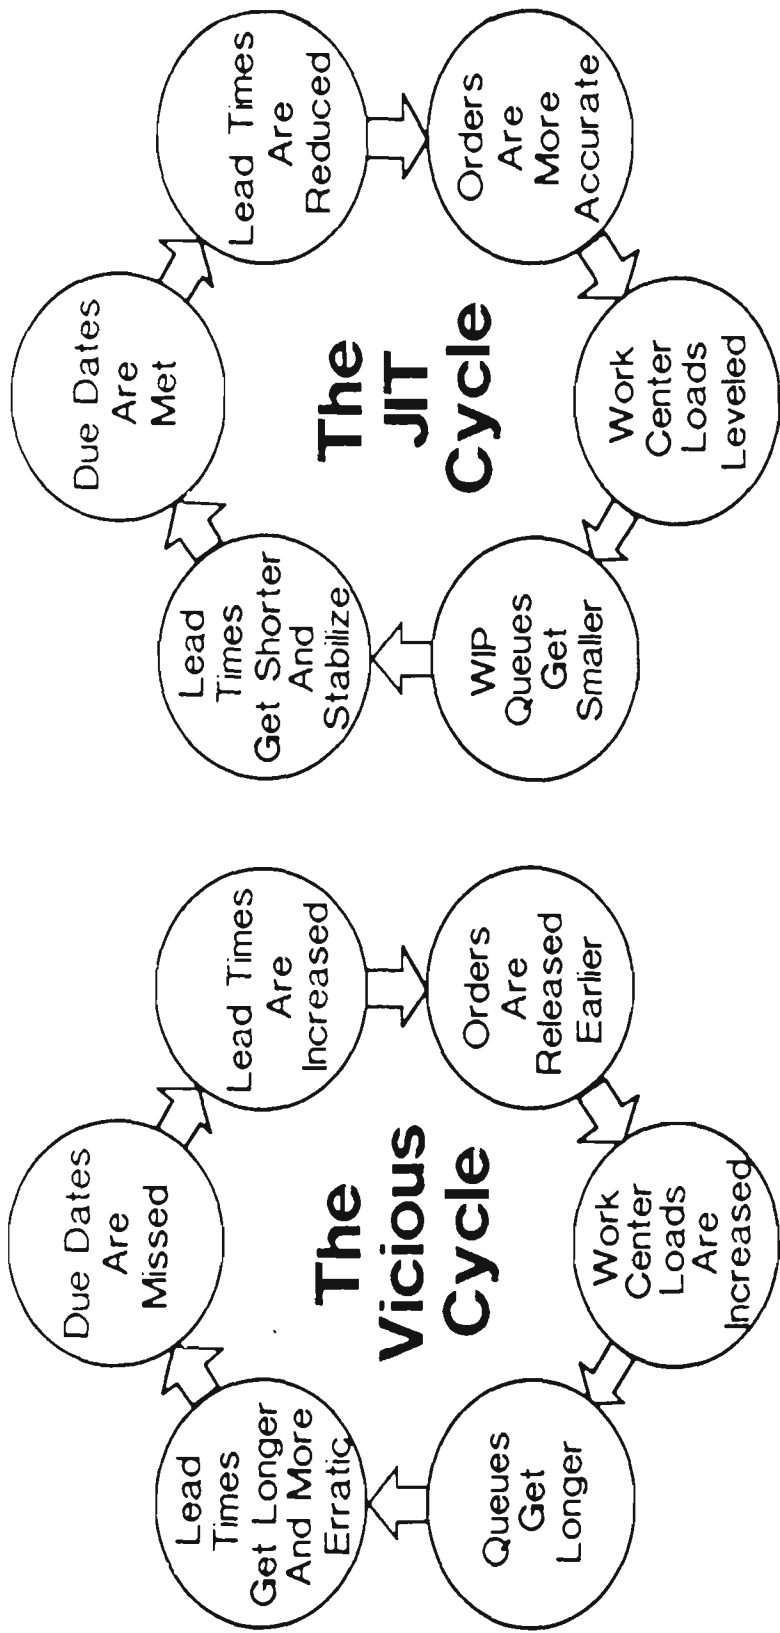 The
Vicious
Cycle
Due Dates
Are
Missed
Lead Times
Are
Increased
Orders
Are
Released
Earlier
Work
Center
Loads
Are
Increased
Queues
Get
Longer
Lead
Times
Get Longer
And More
Erratic
The
JIT
Cycle
Due Dates
Are
Met
Lead Times
Are
Reduced
Orders
Are
More
Accurate
Work
Center
Loads
Leveled
WIP
Queues
Get
Smaller
Lead
Times
Get Shorter
And
Stabilize